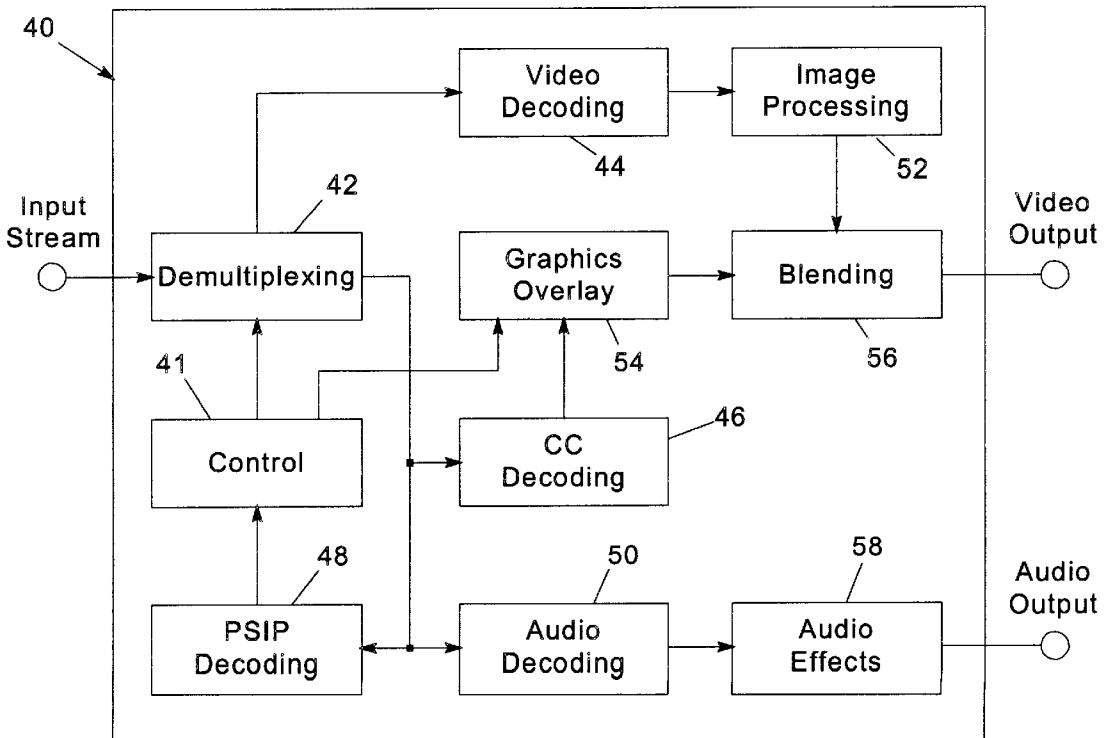 40
Video
Decoding
44
Image
Processing
52
Input
Stream
42
Demultiplexing
Graphics
Overlay
54
Blending
56
Video
Output
41
Control
CC
Decoding
46
48
PSIP
Decoding
50
Audio
Decoding
58
Audio
Effects
Audio
Output